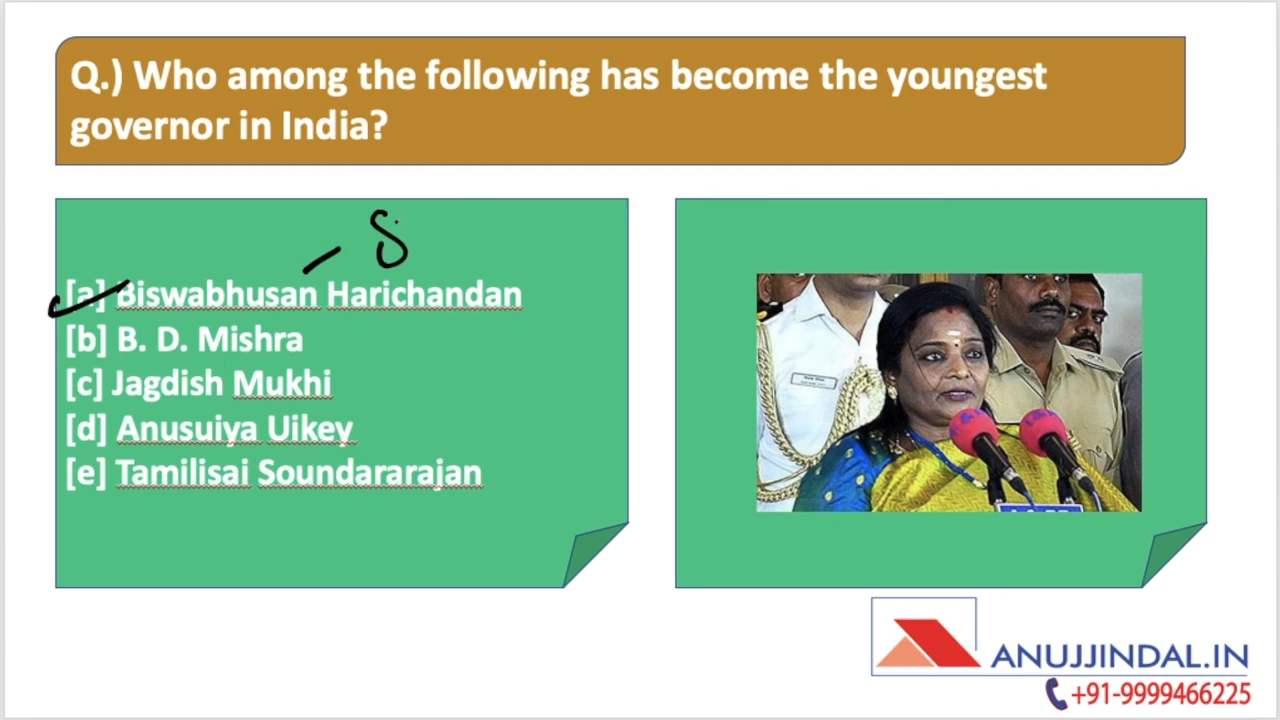 Q.) Who among the following has become the youngest
governor in India?
S
[a] Biswabhusan Harichandan
[b] B. D. Mishra
[c] Jagdish Mukhi
[d] Anusuiya Uikey
[e] Tamilisai Soundararajan
ANUJJINDAL.IN
+91-9999466225